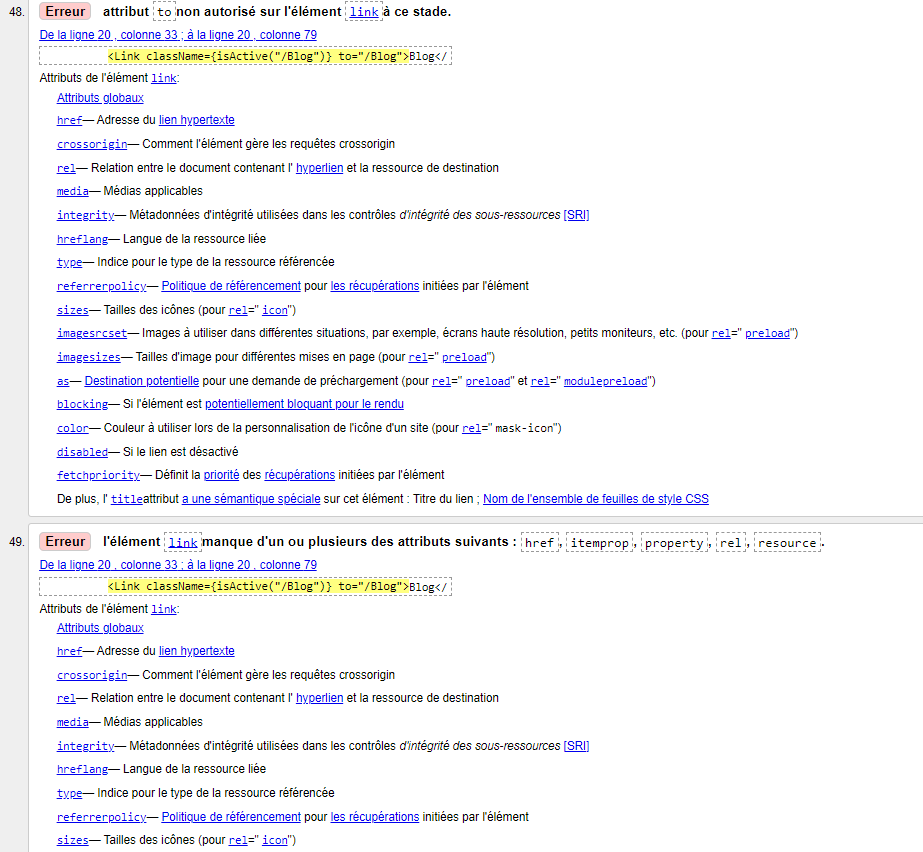 48. Erreur attribut to non autorisé sur l'élément link à ce stade.
De la ligne 20 , colonne 33 ; à la ligne 20 , colonne 79
<Link className={isActive("/Blog")} to="/Blog">Blog</
Attributs de l'élément link:
Attributs globaux
href— Adresse du lien hypertexte
crossorigin— Comment l'élément gère les requêtes crossorigin
rel— Relation entre le document contenant l' hyperlien et la ressource de destination
media— Médias applicables
integrity— Métadonnées d'intégrité utilisées dans les contrôles d'intégrité des sous-ressources [SRI]
hreflang— Langue de la ressource liée
type— Indice pour le type de la ressource référencée
referrerpolicy— Politique de référencement pour les récupérations initiées par l'élément
sizes— Tailles des icônes (pour rel=" icon")
imagesrcset— Images à utiliser dans différentes situations, par exemple, écrans haute résolution, petits moniteurs, etc. (pour rel=" preload")
imagesizes— Tailles d'image pour différentes mises en page (pour rel=" preload")
as— Destination potentielle pour une demande de préchargement (pour rel=" preload" et rel=" modulepreload")
blocking— Si l'élément est potentiellement bloquant pour le rendu
color— Couleur à utiliser lors de la personnalisation de l'icône d'un site (pour rel=" mask-icon")
disabled— Si le lien est désactivé
fetchpriority— Définit la priorité des récupérations initiées par l'élément
De plus, l' titleattribut a une sémantique spéciale sur cet élément : Titre du lien ; Nom de l'ensemble de feuilles de style CSS
49. Erreur l'élément link manque d'un ou plusieurs des attributs suivants : href, itemprop, property, rel, resource.
De la ligne 20 , colonne 33 ; à la ligne 20 , colonne 79
<Link className={isActive("/Blog")} to="/Blog">Blog</
Attributs de l'élément link:
Attributs globaux
href— Adresse du lien hypertexte
crossorigin— Comment l'élément gère les requêtes crossorigin
rel— Relation entre le document contenant l' hyperlien et la ressource de destination
media— Médias applicables
integrity— Métadonnées d'intégrité utilisées dans les contrôles d'intégrité des sous-ressources [SRI]
hreflang— Langue de la ressource liée
type— Indice pour le type de la ressource référencée
referrerpolicy— Politique de référencement pour les récupérations initiées par l'élément
sizes— Tailles des icônes (pour rel=" icon")